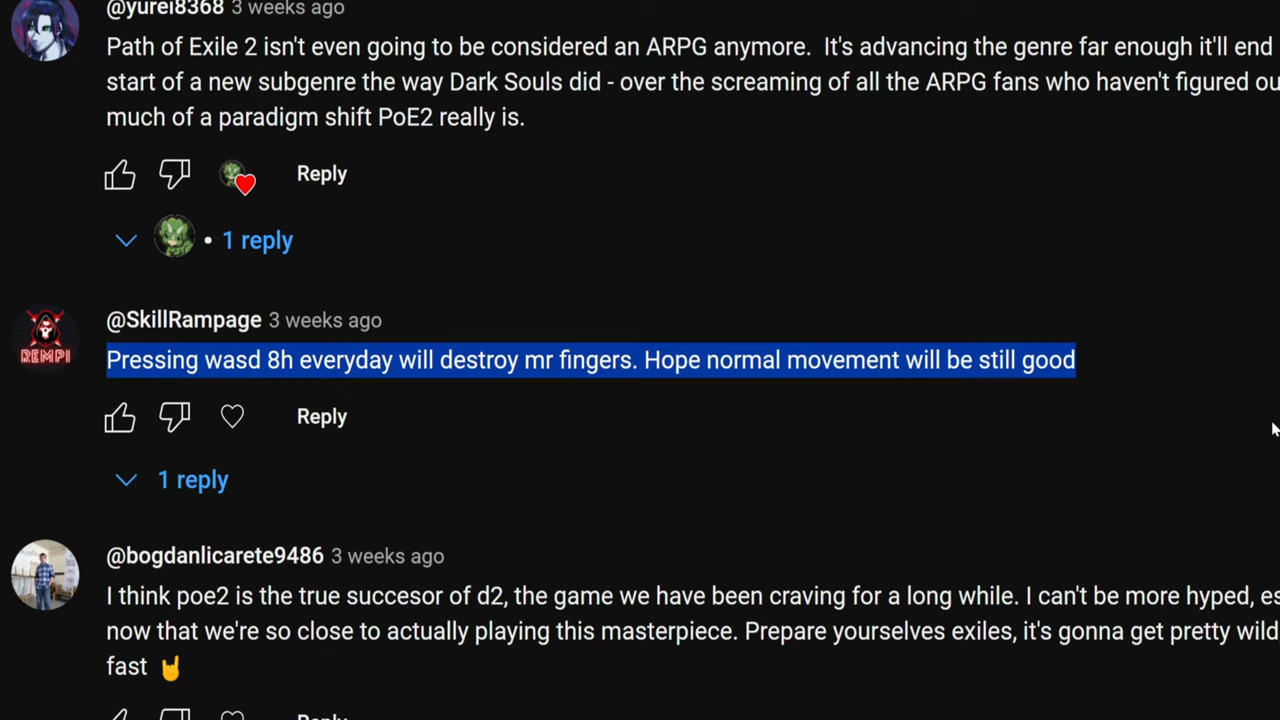 @yurei8368 3 weeks ago
Path of Exile 2 isn't even going to be considered an ARPG anymore. It's advancing the genre far enough it'll end
start of a new subgenre the way Dark Souls did - over the screaming of all the ARPG fans who haven't figured
much of a paradigm shift PoE2 really is.
Reply
• 1 reply
@SkillRampage 3 weeks ago
REMPI
Pressing wasd 8h everyday will destroy mr fingers. Hope normal movement will be still good
Reply
1 reply
@bogdanlicarete9486 3 weeks ago
I think poe2 is the true succesor of d2, the game we have been craving for a long while. I can't be more hyped,
now that we're so close to actually playing this masterpiece. Prepare yourselves exiles, it's gonna get pretty wild
fast 🤘
Reply